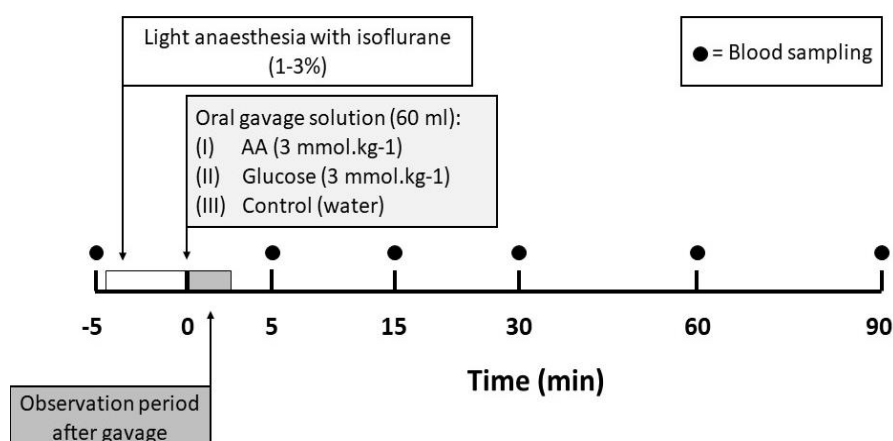 Light anaesthesia with isoflurane
(1-3%)
● = Blood sampling
Oral gavage solution (60 ml):
(I) AA (3 mmol.kg-1)
(II) Glucose (3 mmol.kg-1)
(III) Control (water)
-5 0 5 15 30 60 90
Time (min)
Observation period
after gavage